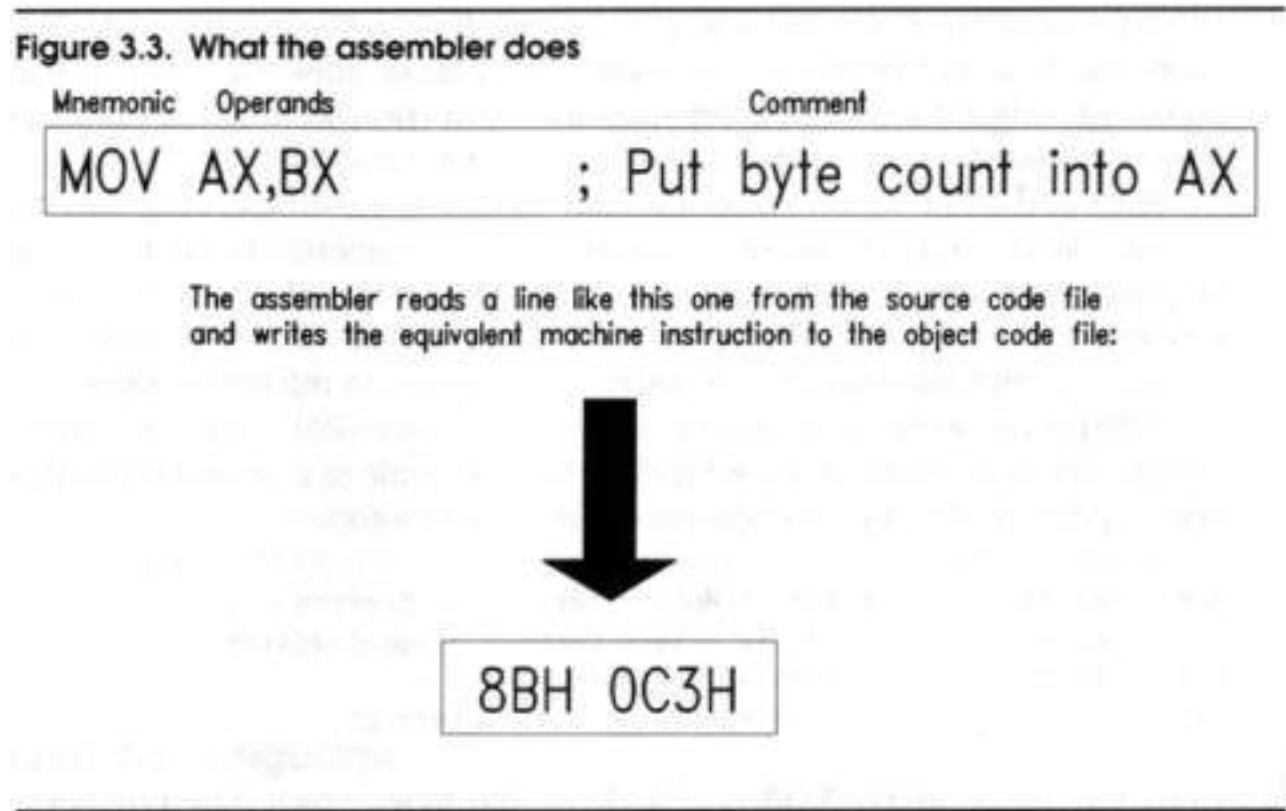 Figure 3.3. What the assembler does
Mnemonic Operands Comment
MOV AX,BX ; Put byte count into AX
The assembler reads a line like this one from the source code file
and writes the equivalent machine instruction to the object code file:
8BH 0C3H